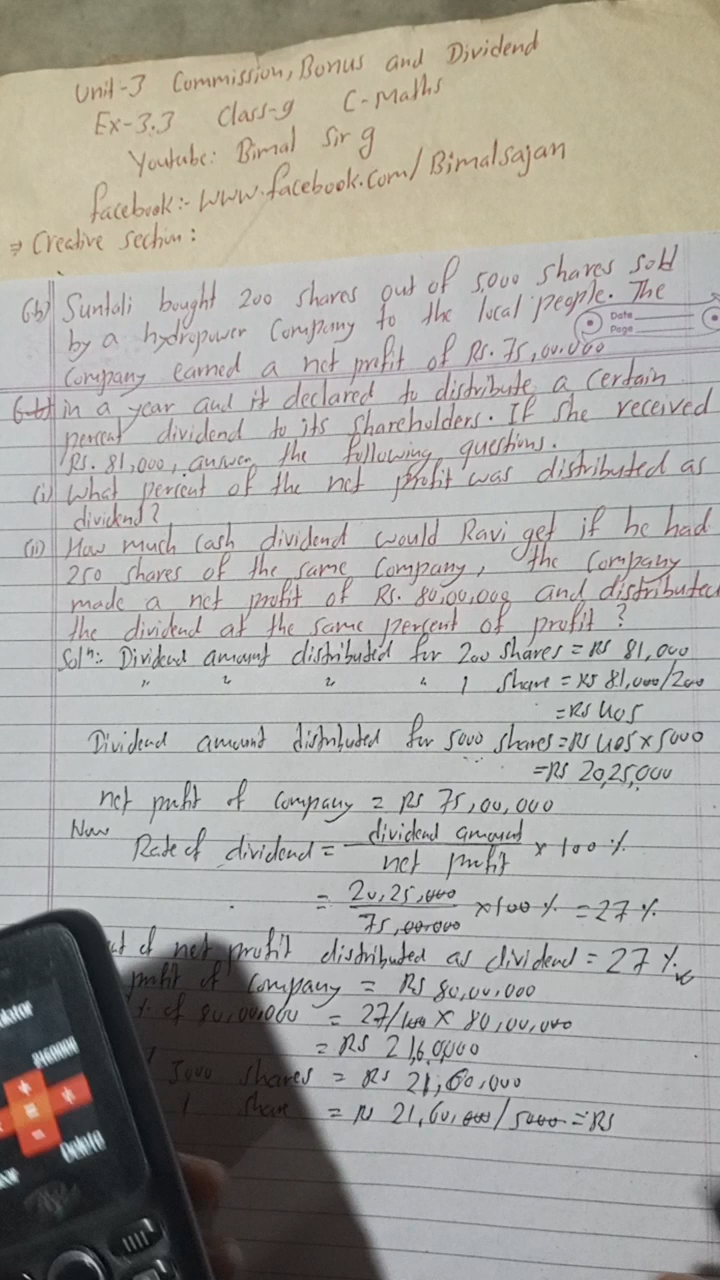 Unit-3 Commission, Bonus and Dividend
Ex-3.3 Class-9 C-Maths
Youtube: Bimal Sir g
facebook:- www.facebook.com/Bimalsajan
⇒ Creative section:
6b) Suntali bought 200 shares out of 5000 shares sold
by a hydropower Company to the local people. The
Date
Page
Company earned a net profit of Rs. 75,00,000
in a year and it declared to distribute a certain
percent dividend to its shareholders. If she received
Rs. 81,000, answer the following questions.
(i) What percent of the net profit was distributed as
dividend?
(ii) How much cash dividend would Ravi get if he had
250 shares of the same Company, the Company
made a net profit of Rs. 80,00,000 and distributed
the dividend at the same percent of profit?
Solⁿ: Dividend amount distributed for 200 shares = RS 81,000
" " " " 1 share = RS 81,000/200
= RS 405
Dividend amount distributed for 5000 shares = RS 405 × 5000
= RS 20,25,000
net profit of company = RS 75,00,000
Now
Rate of dividend = dividend amount / net profit × 100 %
= 20,25,000 / 75,00,000 × 100 % = 27 %
of net profit distributed as dividend = 27 %
profit of Company = RS 80,00,000
% of 80,00,000 = 27/100 × 80,00,000
= RS 21,60,000
5000 shares = RS 21,60,000
1 share = RS 21,60,000/5000 = RS
2160000
Delete